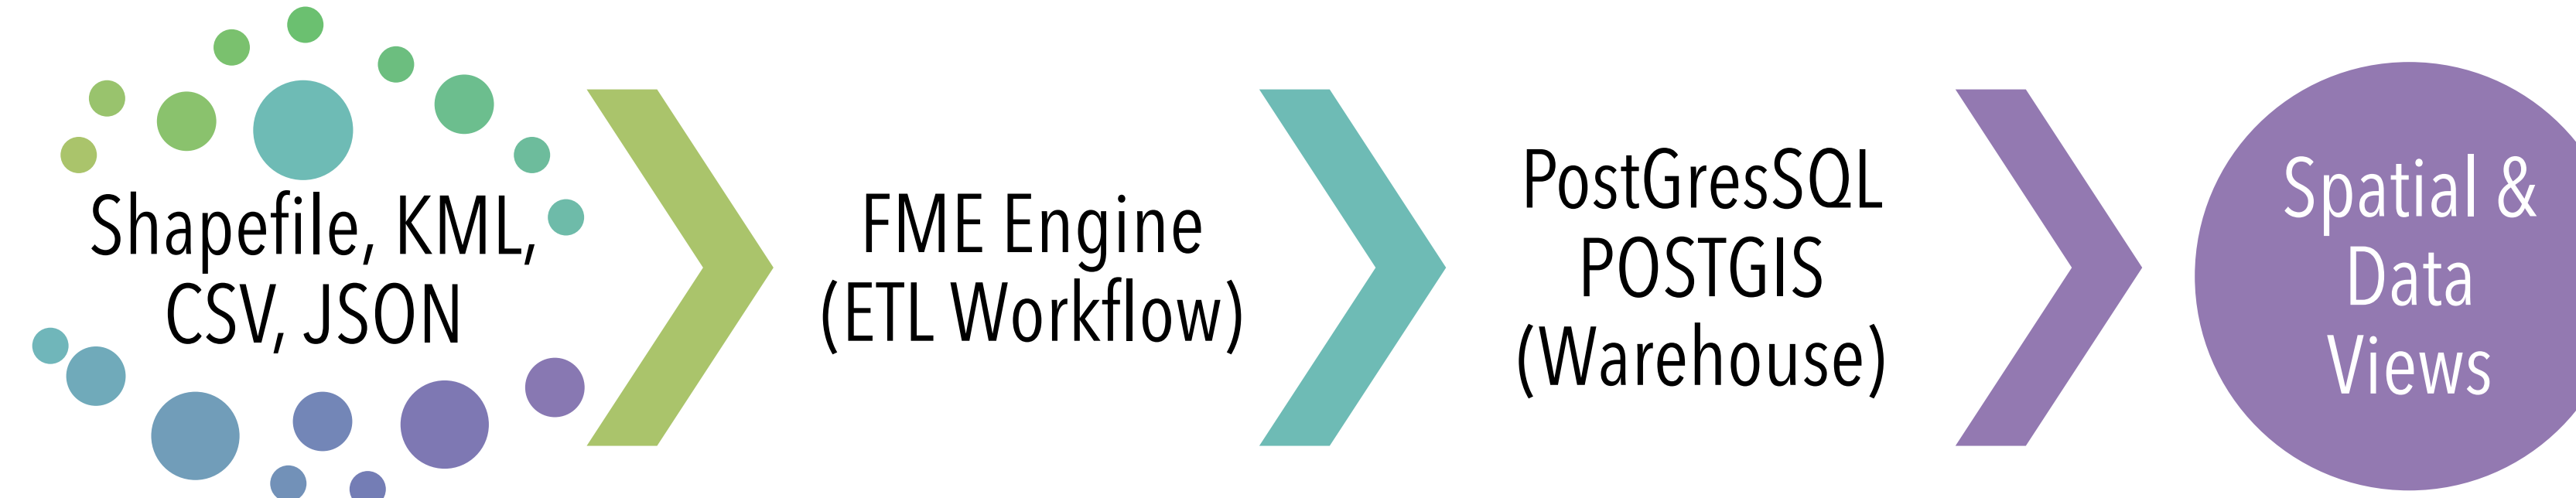 Shapefile, KML,
CSV, JSON
FME Engine
(ETL Workflow)
PostGresSQL
POSTGIS
(Warehouse)
Spatial &
Data
Views